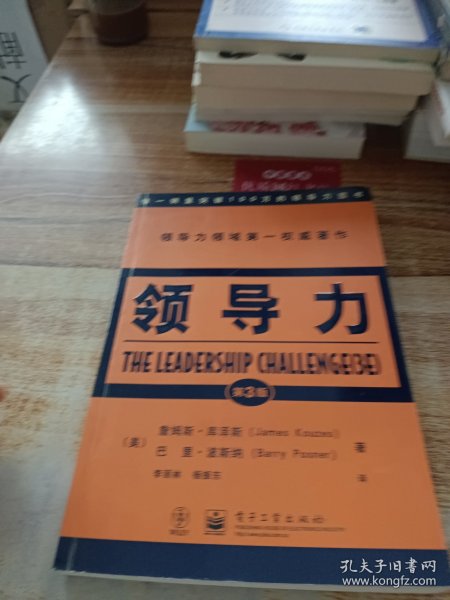 领导力领域第一权威著作
领导力
THE LEADERSHIP CHALLENGE(3E)
第3版
(美)
詹姆斯·库泽斯 (James Kouzes)
巴里·波斯纳 (Barry Posner)
著
译
电子工业出版社
孔夫子旧书网
www.kongfz.com